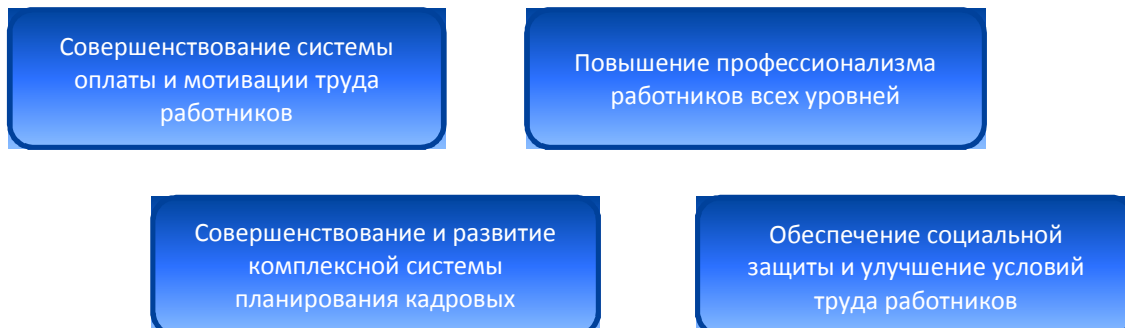 Совершенствование системы
оплаты и мотивации труда
работников
Повышение профессионализма
работников всех уровней
Совершенствование и развитие
комплексной системы
планирования кадровых
Обеспечение социальной
защиты и улучшение условий
труда работников